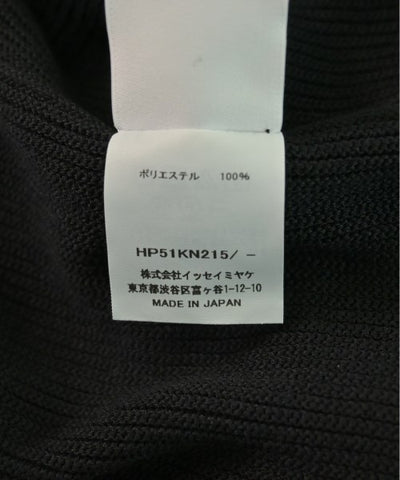 ポリエステル 100%
HP51KN215/ -
株式会社イッセイミヤケ
東京都渋谷区富ヶ谷1-12-10
MADE IN JAPAN